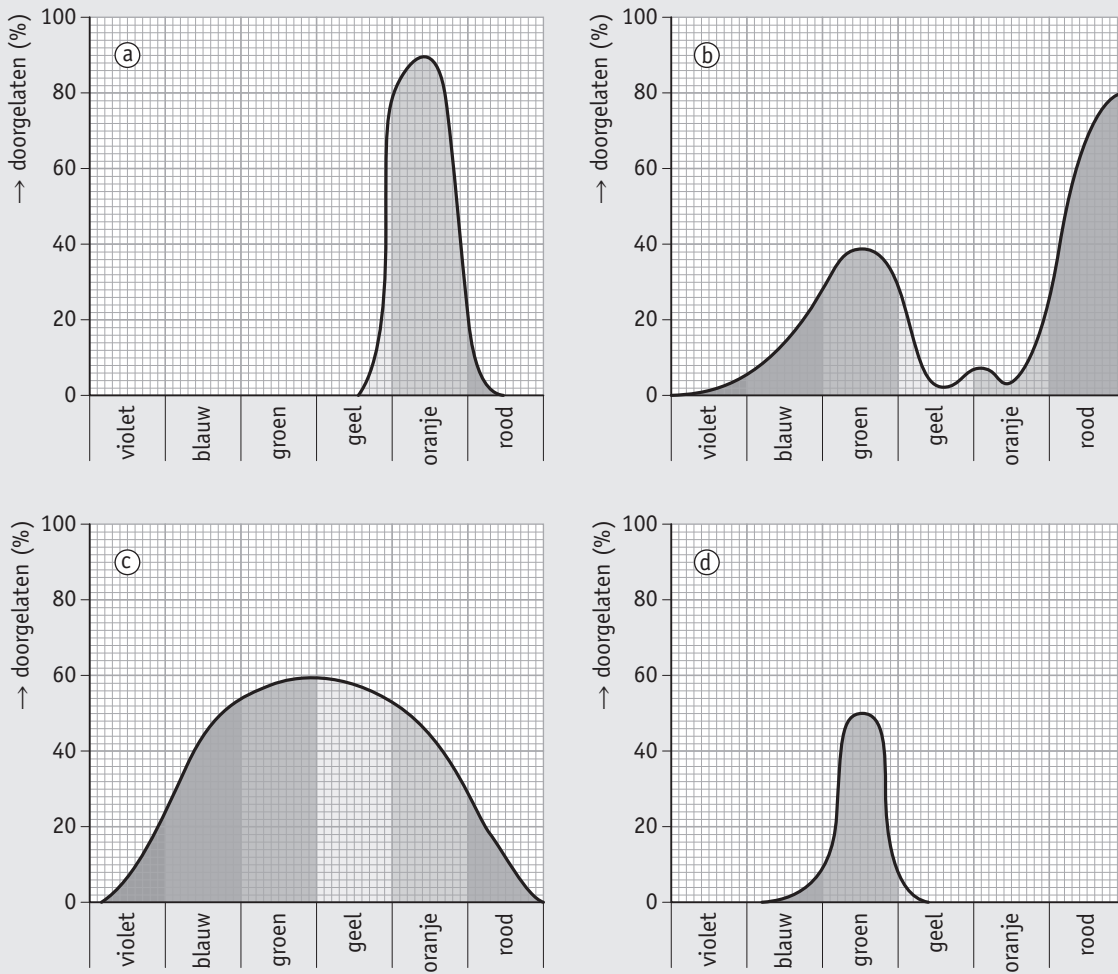 a
→ doorgelaten (%)
100
80
60
40
20
0
violet
blauw
groen
geel
oranje
rood
b
→ doorgelaten (%)
100
80
60
40
20
0
violet
blauw
groen
geel
oranje
rood
c
→ doorgelaten (%)
100
80
60
40
20
0
violet
blauw
groen
geel
oranje
rood
d
→ doorgelaten (%)
100
80
60
40
20
0
violet
blauw
groen
geel
oranje
rood